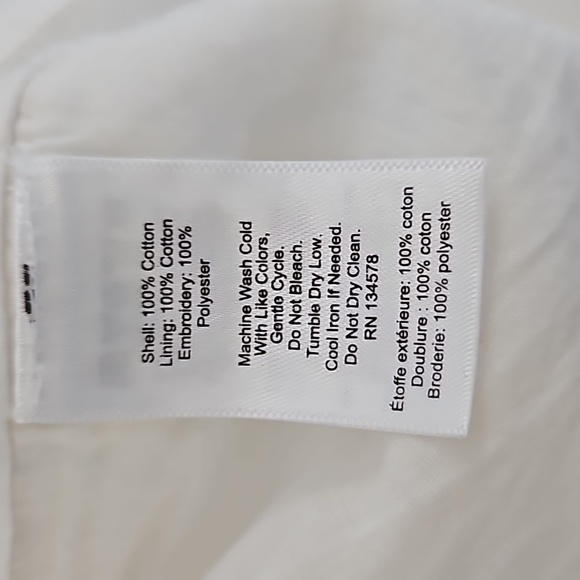 Shell: 100% Cotton
Lining: 100% Cotton
Embroidery: 100%
Polyester
Machine Wash Cold
With Like Colors,
Gentle Cycle.
Do Not Bleach.
Tumble Dry Low.
Cool Iron If Needed.
Do Not Dry Clean.
RN 134578
Étoffe extérieure: 100% coton
Doublure : 100% coton
Broderie: 100% polyester